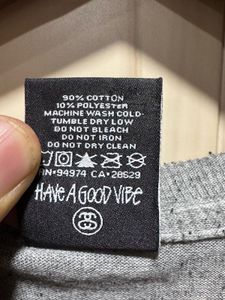 90% COTTON
10% POLYESTER
MACHINE WASH COLD-
TUMBLE DRY LOW
DO NOT BLEACH
DO NOT IRON
DO NOT DRY CLEAN
RN#94974 CA# 28629
HAVE A GOOD VIBE